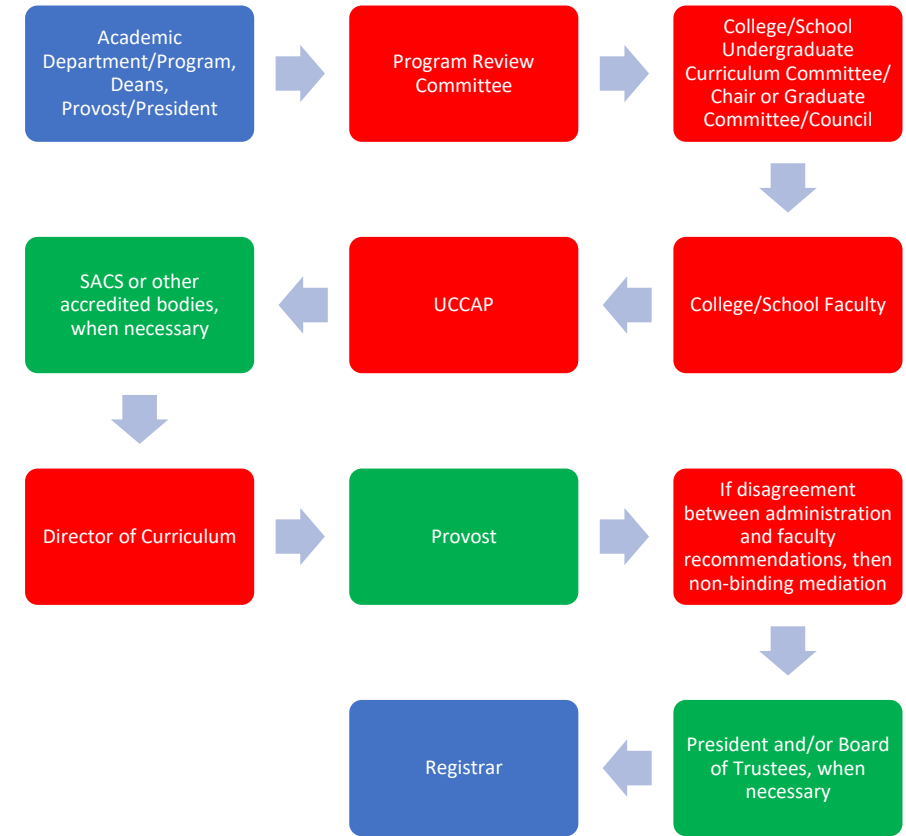 Academic
Department/Program,
Deans,
Provost/President
Program Review
Committee
College/School
Undergraduate
Curriculum Committee/
Chair or Graduate
Committee/Council
College/School Faculty
UCCAP
SACS or other
accredited bodies,
when necessary
Director of Curriculum
Provost
If disagreement
between administration
and faculty
recommendations, then
non-binding mediation
President and/or Board
of Trustees, when
necessary
Registrar